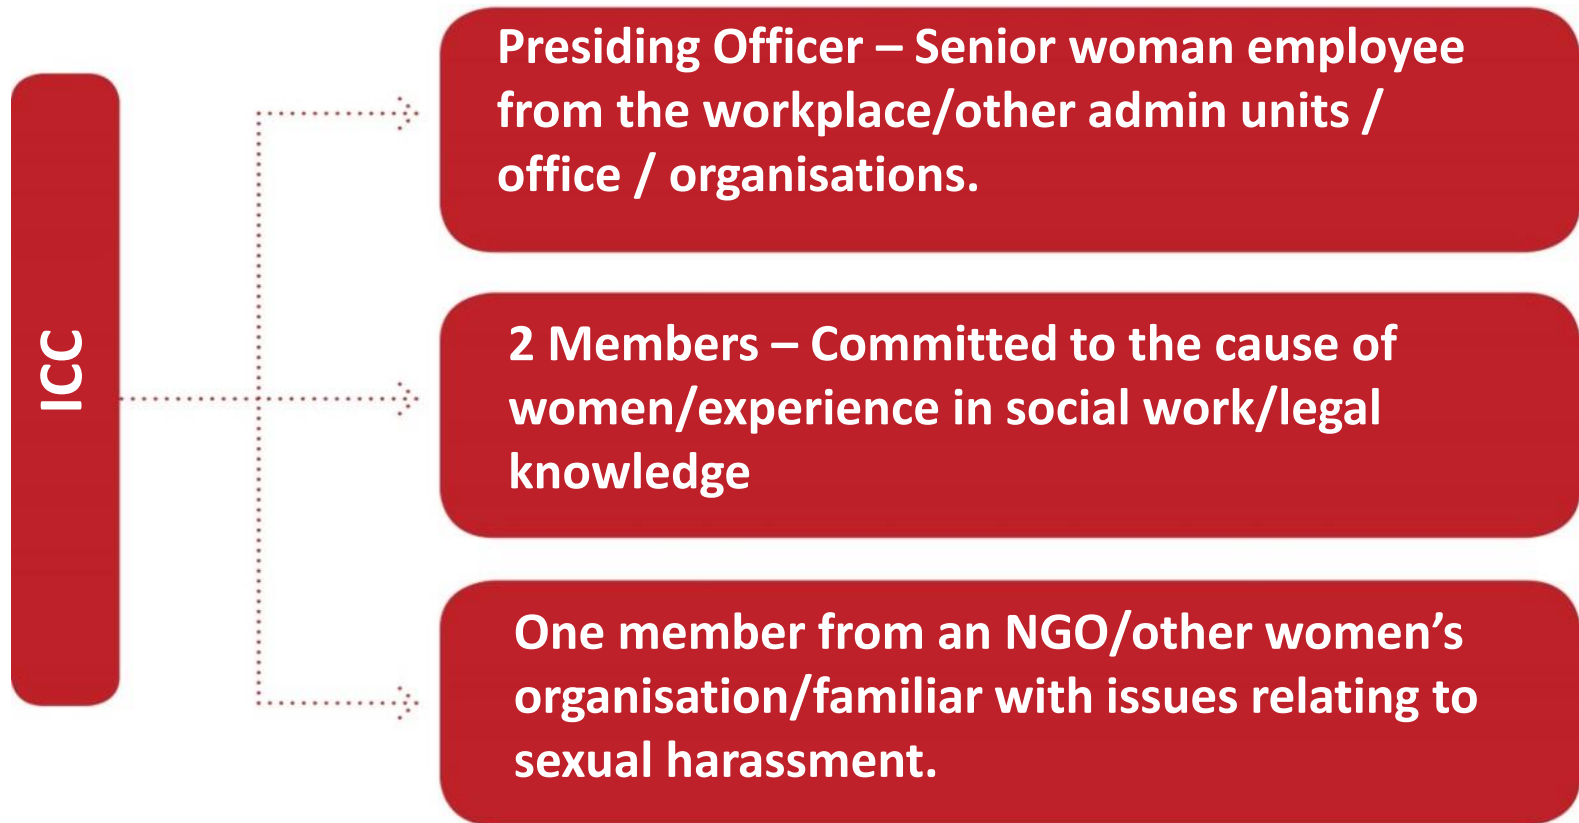 ICC
Presiding Officer – Senior woman employee
from the workplace/other admin units /
office / organisations.
2 Members – Committed to the cause of
women/experience in social work/legal
knowledge
One member from an NGO/other women’s
organisation/familiar with issues relating to
sexual harassment.